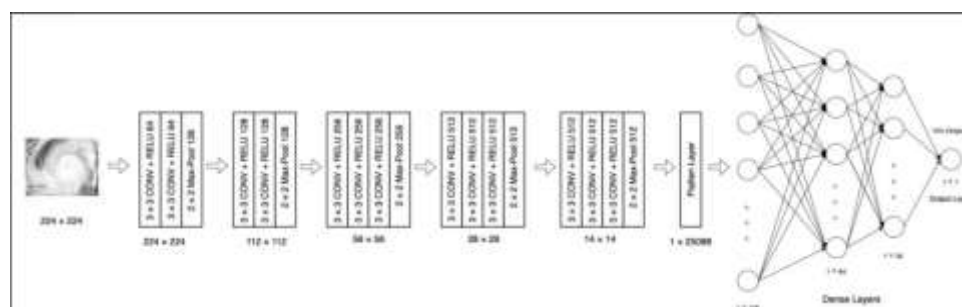 224 × 224
3 × 3 CONV + RELU 64
3 × 3 CONV + RELU 64
2 × 2 Max-Pool 128
224 × 224
3 × 3 CONV + RELU 128
3 × 3 CONV + RELU 128
2 × 2 Max-Pool 128
112 × 112
3 × 3 CONV + RELU 256
3 × 3 CONV + RELU 256
3 × 3 CONV + RELU 256
2 × 2 Max-Pool 256
56 × 56
3 × 3 CONV + RELU 512
3 × 3 CONV + RELU 512
3 × 3 CONV + RELU 512
2 × 2 Max-Pool 512
28 × 28
3 × 3 CONV + RELU 512
3 × 3 CONV + RELU 512
3 × 3 CONV + RELU 512
2 × 2 Max-Pool 512
14 × 14
Flatten Layer
1 × 25088
Dense Layers